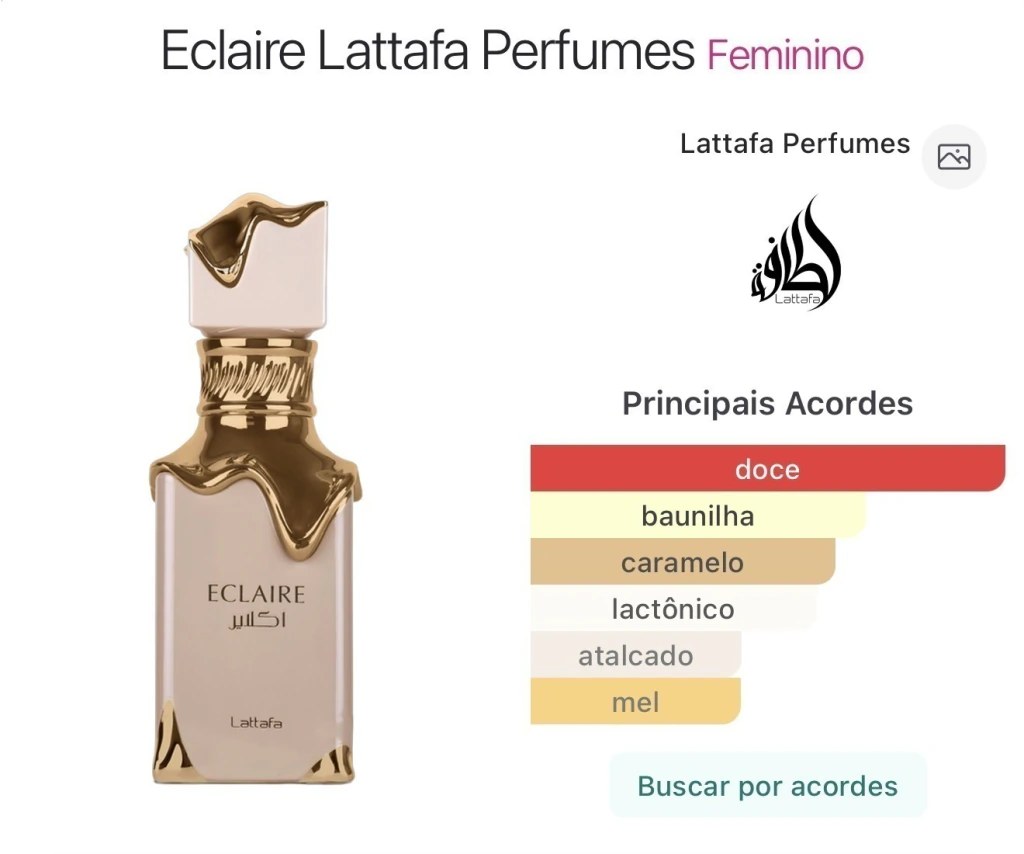 Eclaire Lattafa Perfumes Feminino
Lattafa Perfumes
لطافة
Lattafa
ECLAIRE
اكلير
Lattafa
Principais Acordes
doce
baunilha
caramelo
lactônico
atalcado
mel
Buscar por acordes